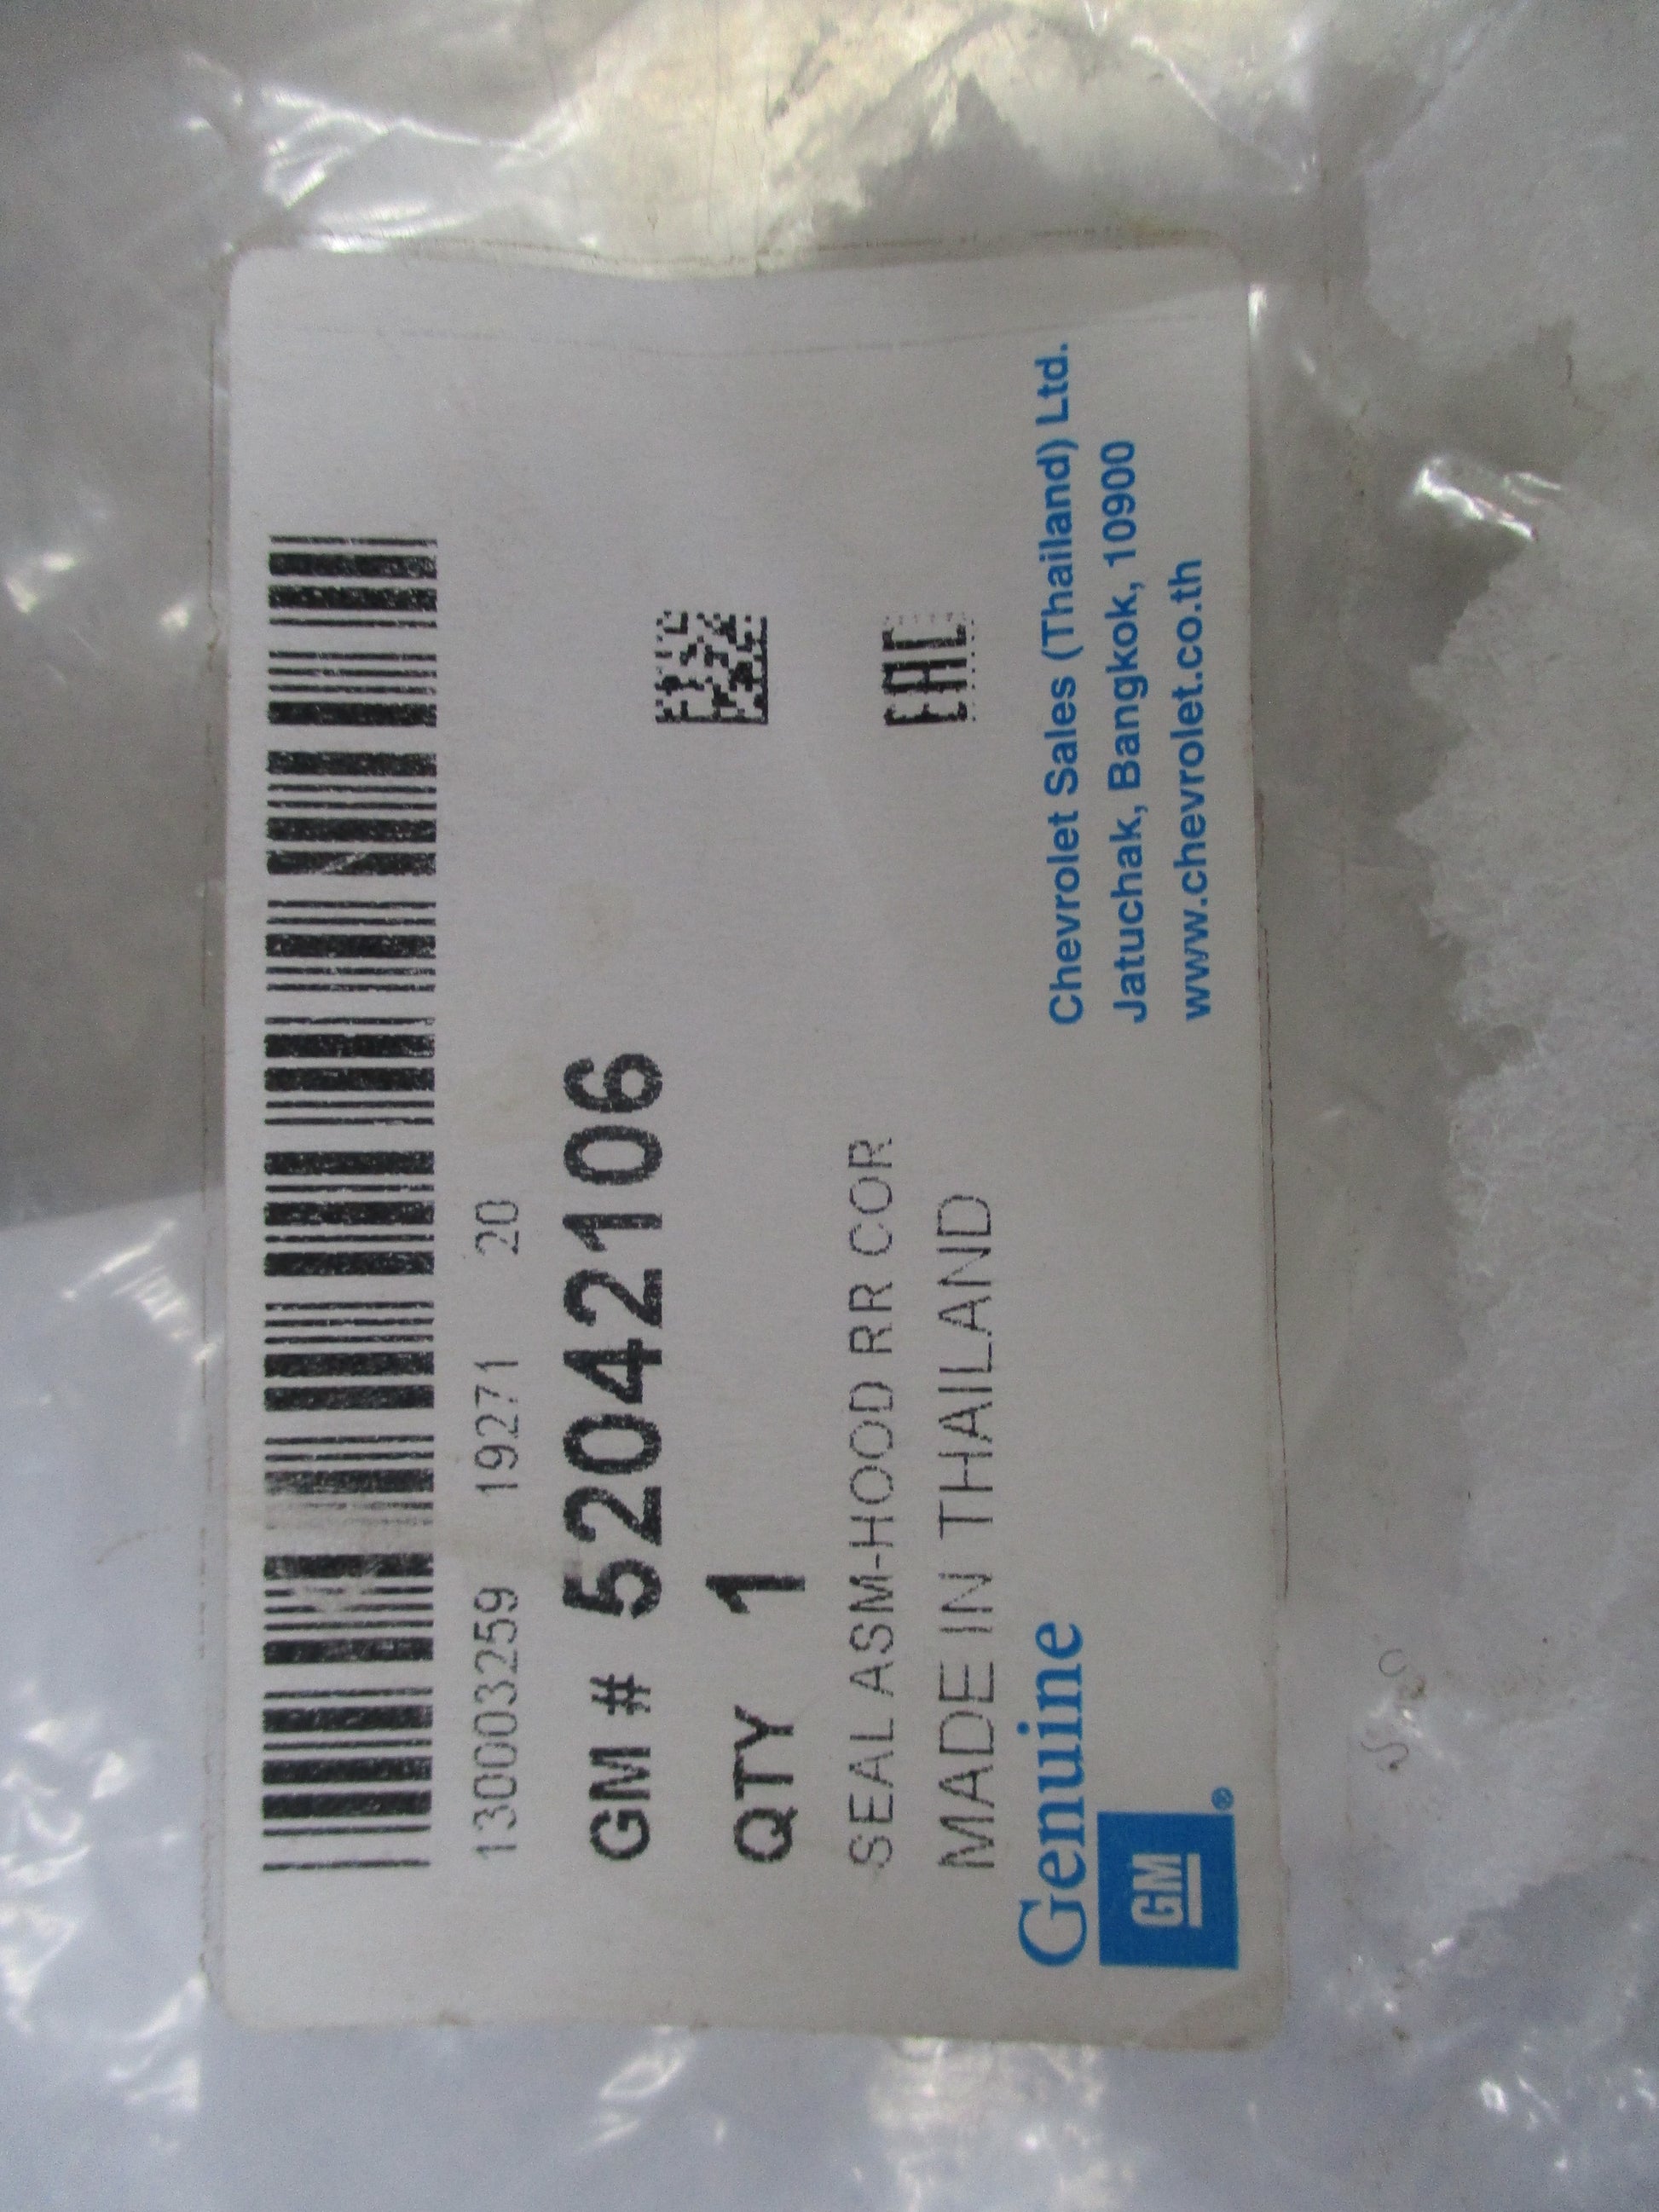 130003259 19271 20
GM # 52042106
QTY 1
SEAL ASM-HOOD RR COR
MADE IN THAILAND
EAC
Genuine
GM®
Chevrolet Sales (Thailand) Ltd.
Jatuchak, Bangkok, 10900
www.chevrolet.co.th